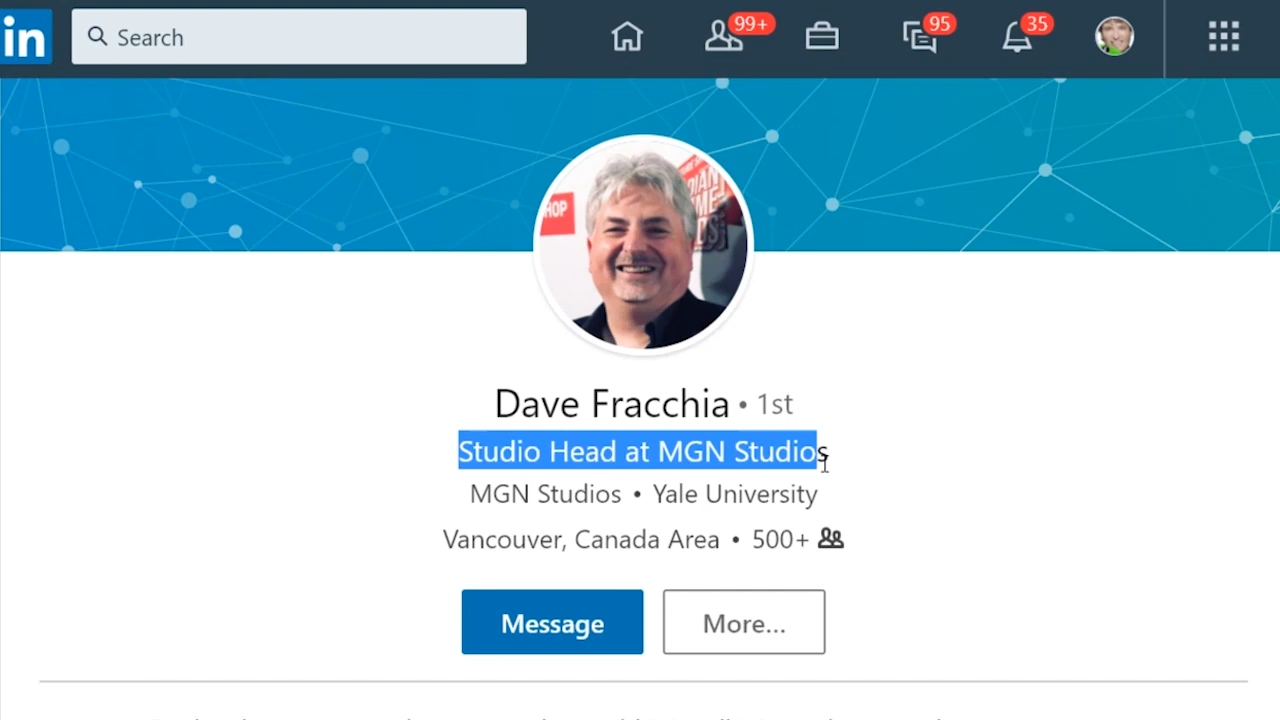 in
Search
99+
95
35
HOP
Dave Fracchia • 1st
Studio Head at MGN Studios
MGN Studios • Yale University
Vancouver, Canada Area • 500+
Message
More...